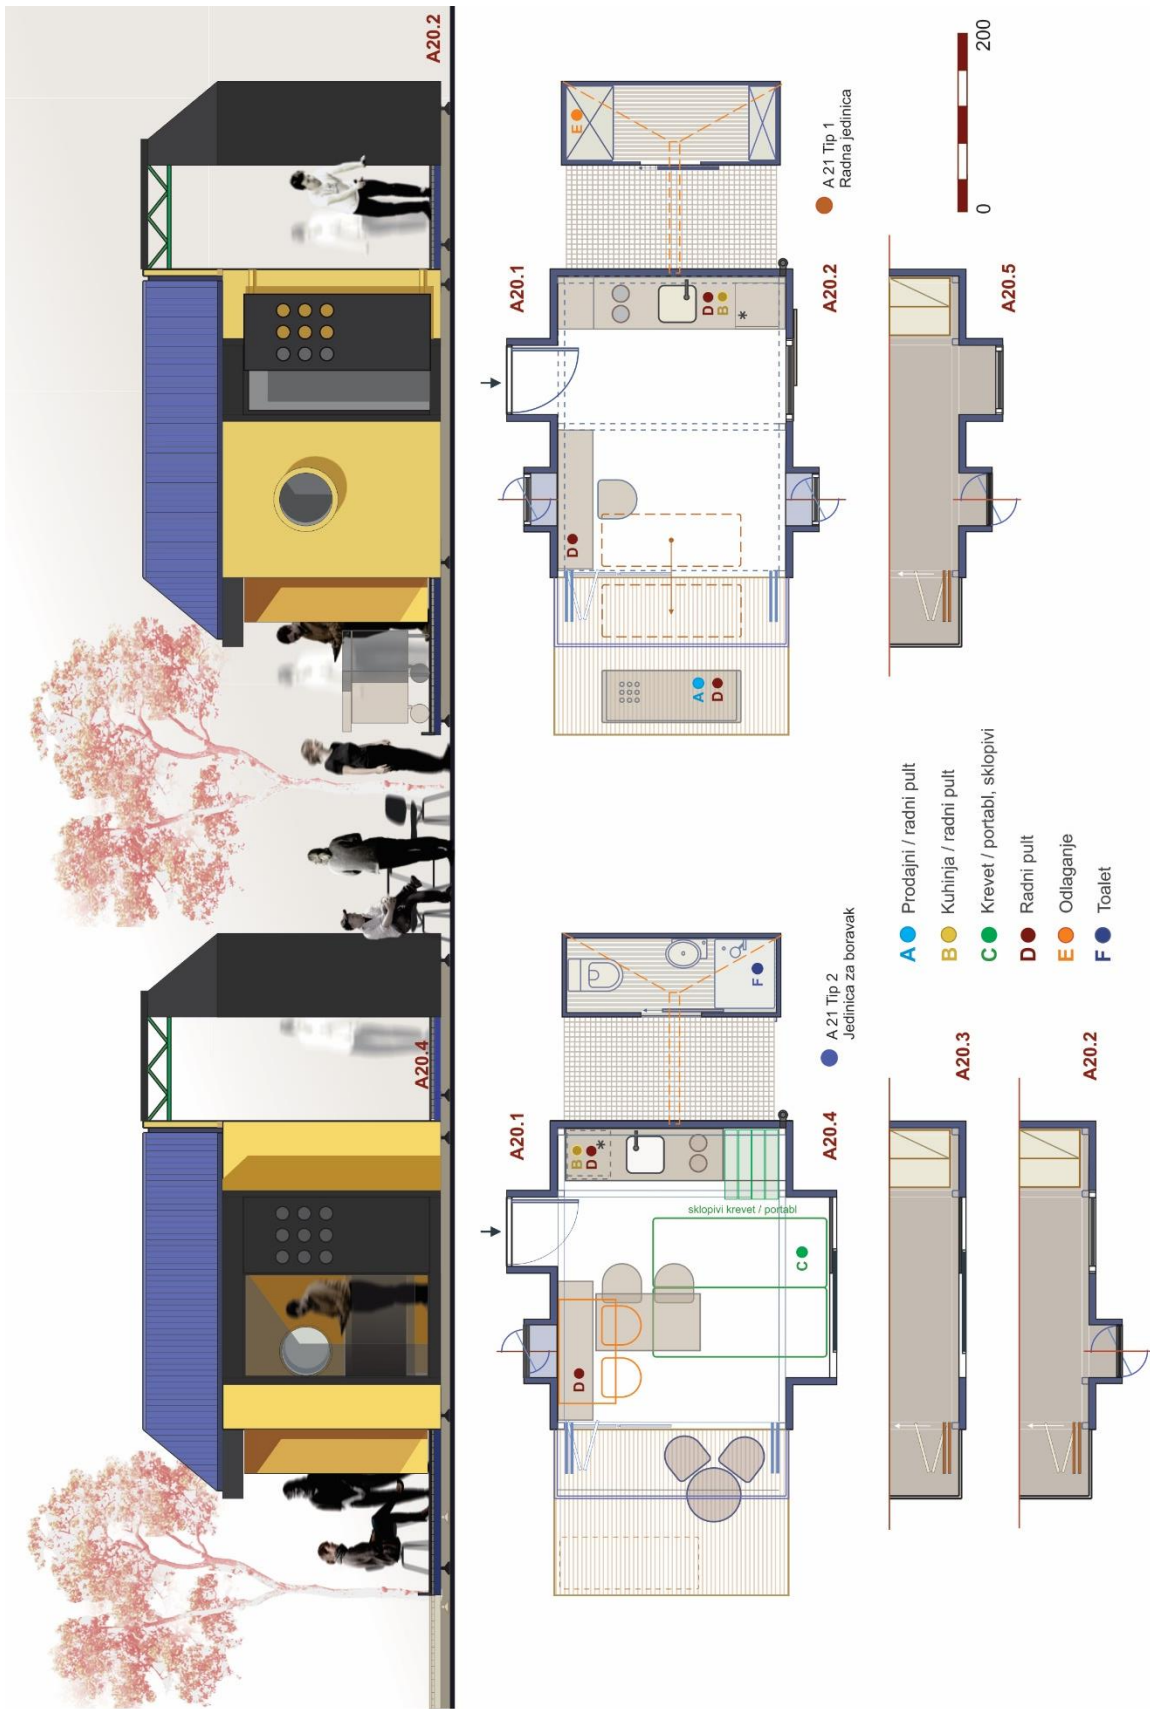 A20.4
A20.2
A20.1
B
D *
D
sklopivi krevet / portabl
C
F
A20.4
A 21 Tip 2
Jedinica za boravak
A20.1
E
D
A
D
D
B
*
A20.2
A 21 Tip 1
Radna jedinica
A20.3
A20.2
A Prodajni / radni pult
B Kuhinja / radni pult
C Krevet / portabl, sklopivi
D Radni pult
E Odlaganje
F Toalet
A20.5
0 200